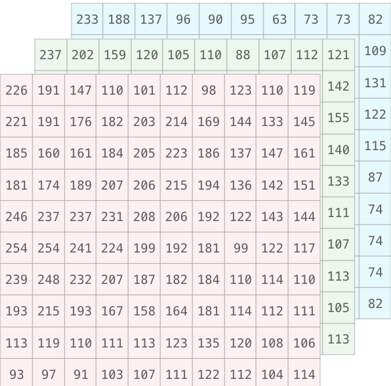 233 188 137 96 90 95 63 73 73 82
237 202 159 120 105 110 88 107 112 121 109
226 191 147 110 101 112 98 123 110 119 142 131
221 191 176 182 203 214 169 144 133 145 155 122
185 160 161 184 205 223 186 137 147 161 140 115
181 174 189 207 206 215 194 136 142 151 133 87
246 237 237 231 208 206 192 122 143 144 111 74
254 254 241 224 199 192 181 99 122 117 107 74
239 248 232 207 187 182 184 110 114 110 113 74
193 215 193 167 158 164 181 114 112 111 105 82
113 119 110 111 113 123 135 120 108 106 113
93 97 91 103 107 111 122 112 104 114